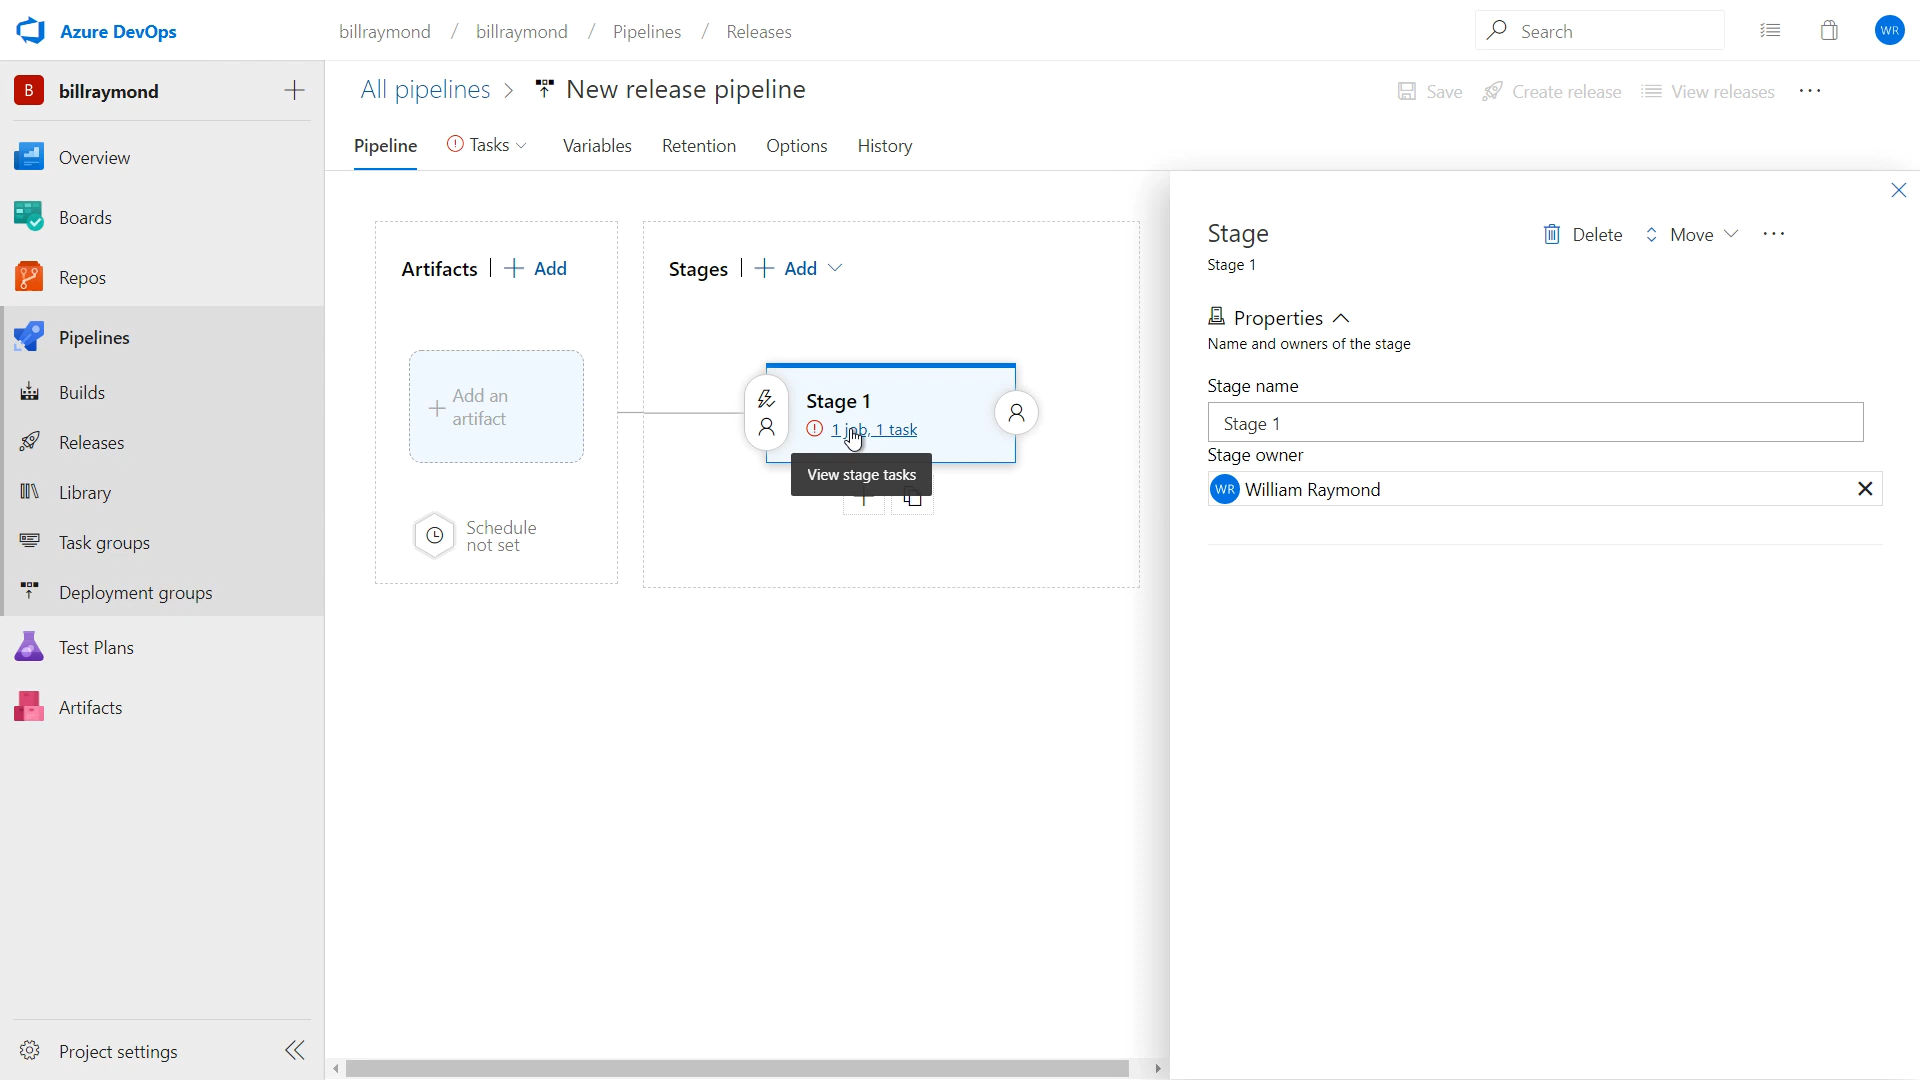 Azure DevOps
billraymond / billraymond / Pipelines / Releases
Search
WR
B billraymond
All pipelines > New release pipeline
Save Create release View releases ...
Pipeline Tasks Variables Retention Options History
Overview
Boards
Repos
Pipelines
Builds
Releases
Library
Task groups
Deployment groups
Test Plans
Artifacts
Project settings
Artifacts | + Add
+ Add an
artifact
Schedule
not set
Stages | + Add
Stage 1
1 job, 1 task
View stage tasks
Stage
Stage 1
Delete Move ...
Properties
Name and owners of the stage
Stage name
Stage 1
Stage owner
WR William Raymond